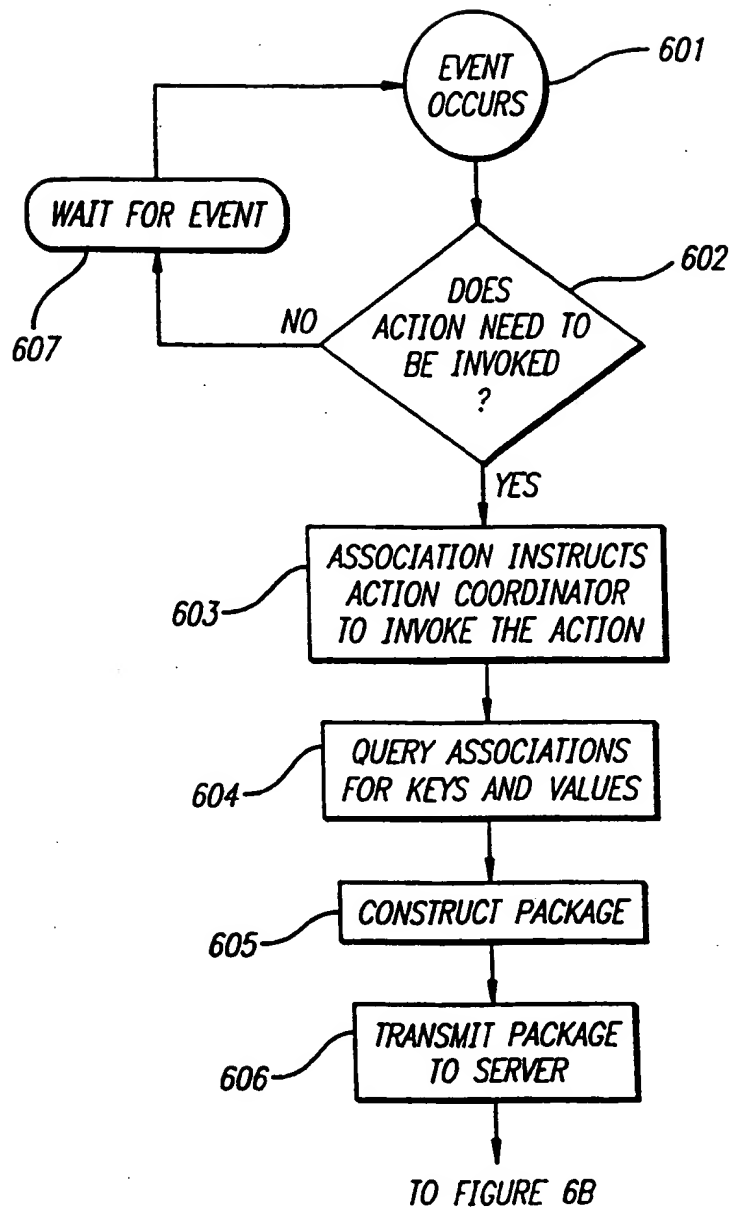 EVENT
OCCURS
601
WAIT FOR EVENT
607
DOES
ACTION NEED TO
BE INVOKED
?
602
NO
YES
ASSOCIATION INSTRUCTS
ACTION COORDINATOR
TO INVOKE THE ACTION
603
QUERY ASSOCIATIONS
FOR KEYS AND VALUES
604
CONSTRUCT PACKAGE
605
TRANSMIT PACKAGE
TO SERVER
606
TO FIGURE 6B